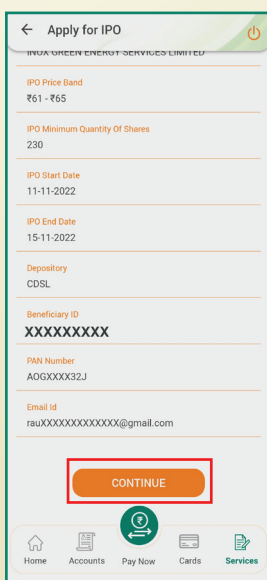 Apply for IPO
INOX GREEN ENERGY SERVICES LIMITED
IPO Price Band
₹61 - ₹65
IPO Minimum Quantity Of Shares
230
IPO Start Date
11-11-2022
IPO End Date
15-11-2022
Depository
CDSL
Beneficiary ID
XXXXXXXXX
PAN Number
AOGXXXX32J
Email Id
rauXXXXXXXXXXXXX@gmail.com
CONTINUE
₹
Home Accounts Pay Now Cards Services